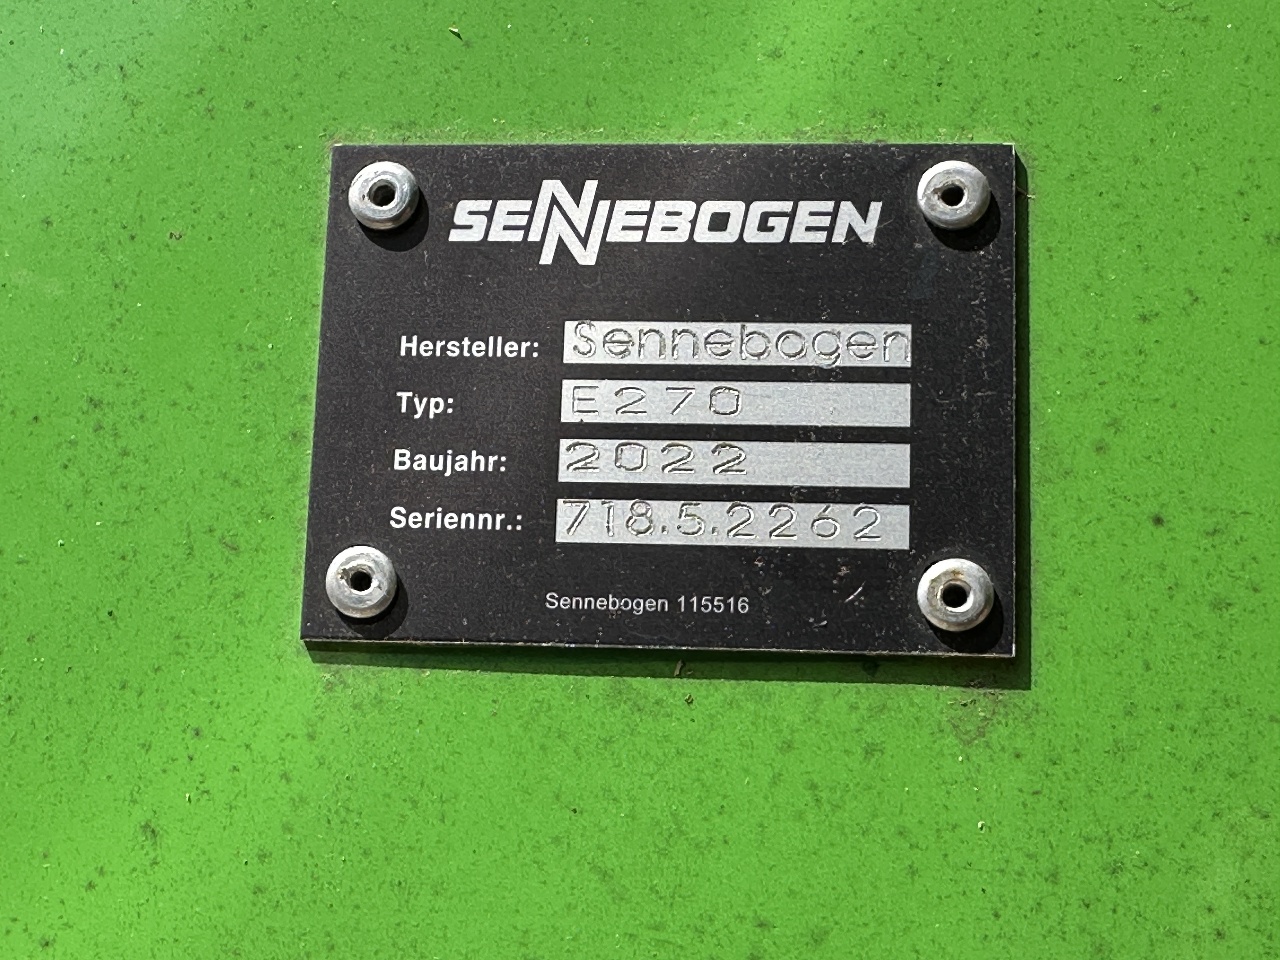 SENNEBOGEN
Hersteller: Sennebogen
Typ: E270
Baujahr: 2022
Seriennr.: 718.5.2262
Sennebogen 115516